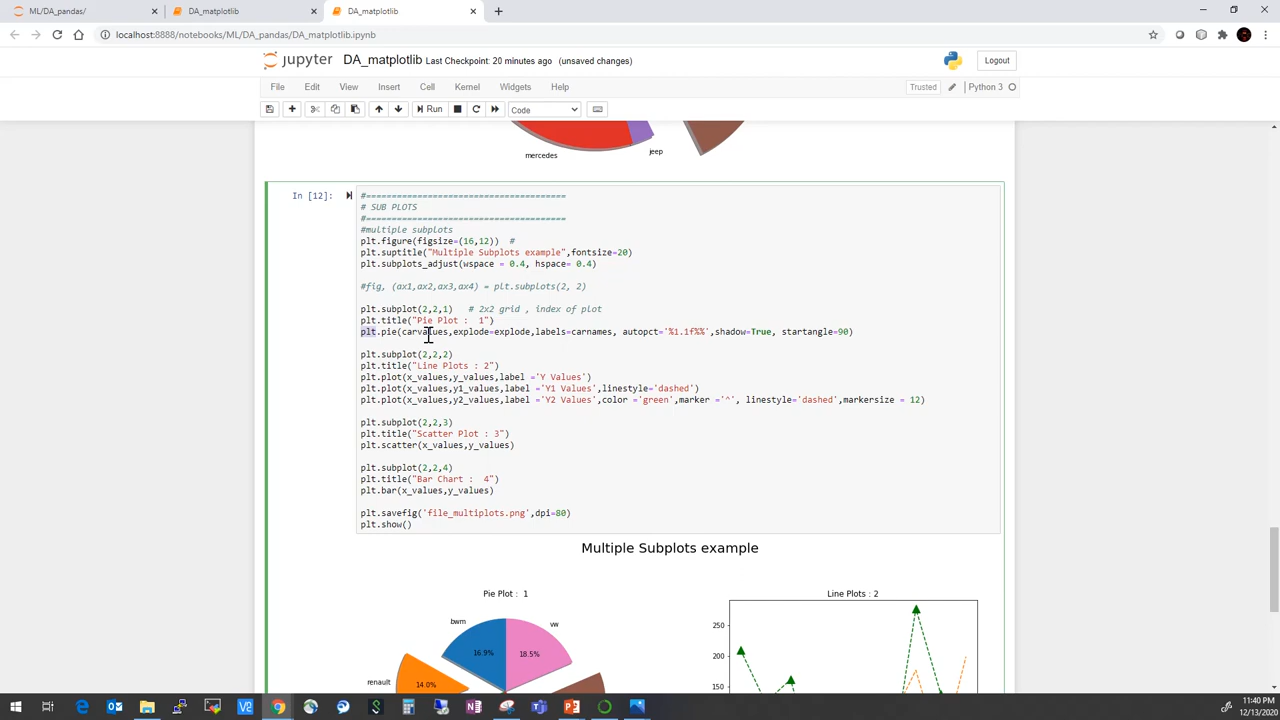 ML/DA_pandas/
DA_matplotlib
DA_matplotlib
localhost:8888/notebooks/ML/DA_pandas/DA_matplotlib.ipynb
jupyter DA_matplotlib Last Checkpoint: 20 minutes ago (unsaved changes)
Logout
File Edit View Insert Cell Kernel Widgets Help
Trusted Python 3
Run Code
mercedes
jeep
In [12]:
#=======================================
# SUB PLOTS
#=======================================
#multiple subplots
plt.figure(figsize=(16,12)) #
plt.suptitle("Multiple Subplots example",fontsize=20)
plt.subplots_adjust(wspace = 0.4, hspace= 0.4)
#fig, (ax1,ax2,ax3,ax4) = plt.subplots(2, 2)
plt.subplot(2,2,1) # 2x2 grid , index of plot
plt.title("Pie Plot : 1")
plt.pie(carvalues,explode=explode,labels=carnames, autopct='%1.1f%%',shadow=True, startangle=90)
plt.subplot(2,2,2)
plt.title("Line Plots : 2")
plt.plot(x_values,y_values,label ='Y Values')
plt.plot(x_values,y1_values,label ='Y1 Values',linestyle='dashed')
plt.plot(x_values,y2_values,label ='Y2 Values',color ='green',marker ='^', linestyle='dashed',markersize = 12)
plt.subplot(2,2,3)
plt.title("Scatter Plot : 3")
plt.scatter(x_values,y_values)
plt.subplot(2,2,4)
plt.title("Bar Chart : 4")
plt.bar(x_values,y_values)
plt.savefig('file_multiplots.png',dpi=80)
plt.show()
Multiple Subplots example
Pie Plot : 1
Line Plots : 2
bwm
vw
16.9%
18.5%
renault
14.0%
250
200
150
11:40 PM
12/13/2020